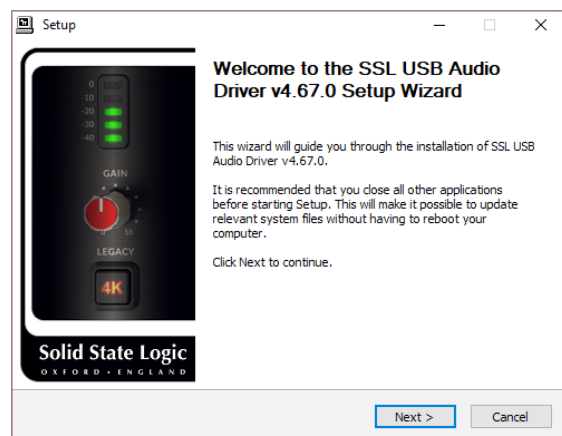 Setup
0
-10
-20
-30
-40
GAIN
0 10
LEGACY
4K
Solid State Logic
OXFORD • ENGLAND
Welcome to the SSL USB Audio
Driver v4.67.0 Setup Wizard
This wizard will guide you through the installation of SSL USB
Audio Driver v4.67.0.
It is recommended that you close all other applications
before starting Setup. This will make it possible to update
relevant system files without having to reboot your
computer.
Click Next to continue.
Next >
Cancel